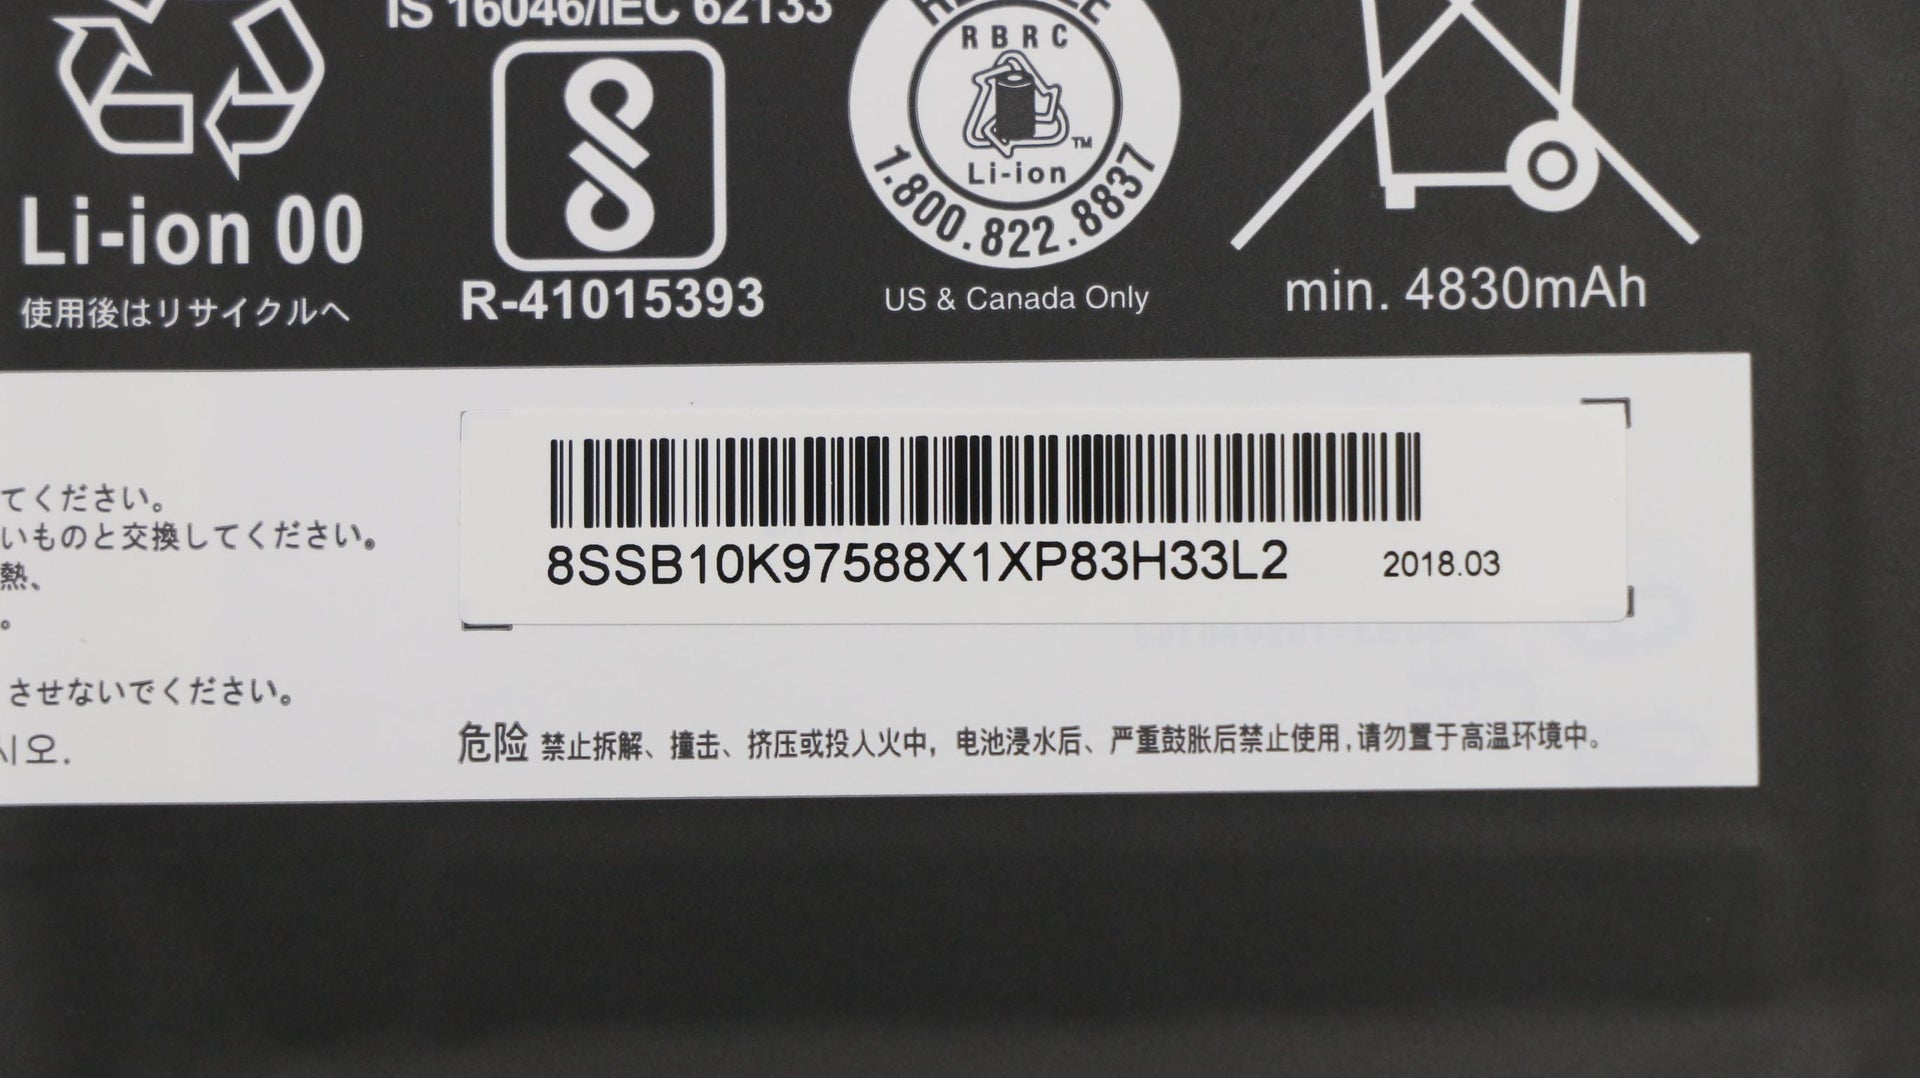 IS 16046/IEC 62133
RBRC
TM
Li-ion
1.800.822.8837
Li-ion 00
使用後はリサイクルへ
R-41015393
US & Canada Only
min. 4830mAh
てください。
いものと交換してください。
熱、
。
8SSB10K97588X1XP83H33L2 2018.03
させないでください。
시오.
危险 禁止拆解、撞击、挤压或投入火中，电池浸水后、严重鼓胀后禁止使用,请勿置于高温环境中。